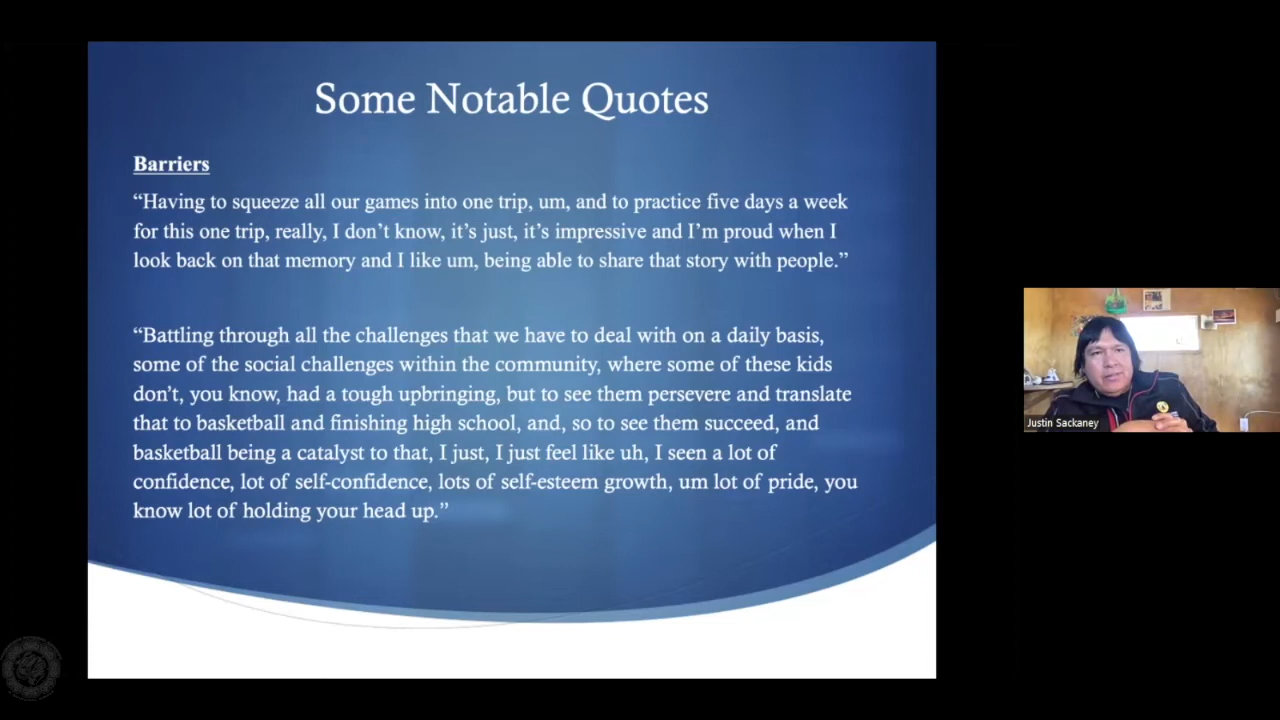 Some Notable Quotes
Barriers
“Having to squeeze all our games into one trip, um, and to practice five days a week
for this one trip, really, I don’t know, it’s just, it’s impressive and I’m proud when I
look back on that memory and I like um, being able to share that story with people.”
“Battling through all the challenges that we have to deal with on a daily basis,
some of the social challenges within the community, where some of these kids
don’t, you know, had a tough upbringing, but to see them persevere and translate
that to basketball and finishing high school, and, so to see them succeed, and
basketball being a catalyst to that, I just, I just feel like uh, I seen a lot of
confidence, lot of self-confidence, lots of self-esteem growth, um lot of pride, you
know lot of holding your head up.”
Justin Sackaney